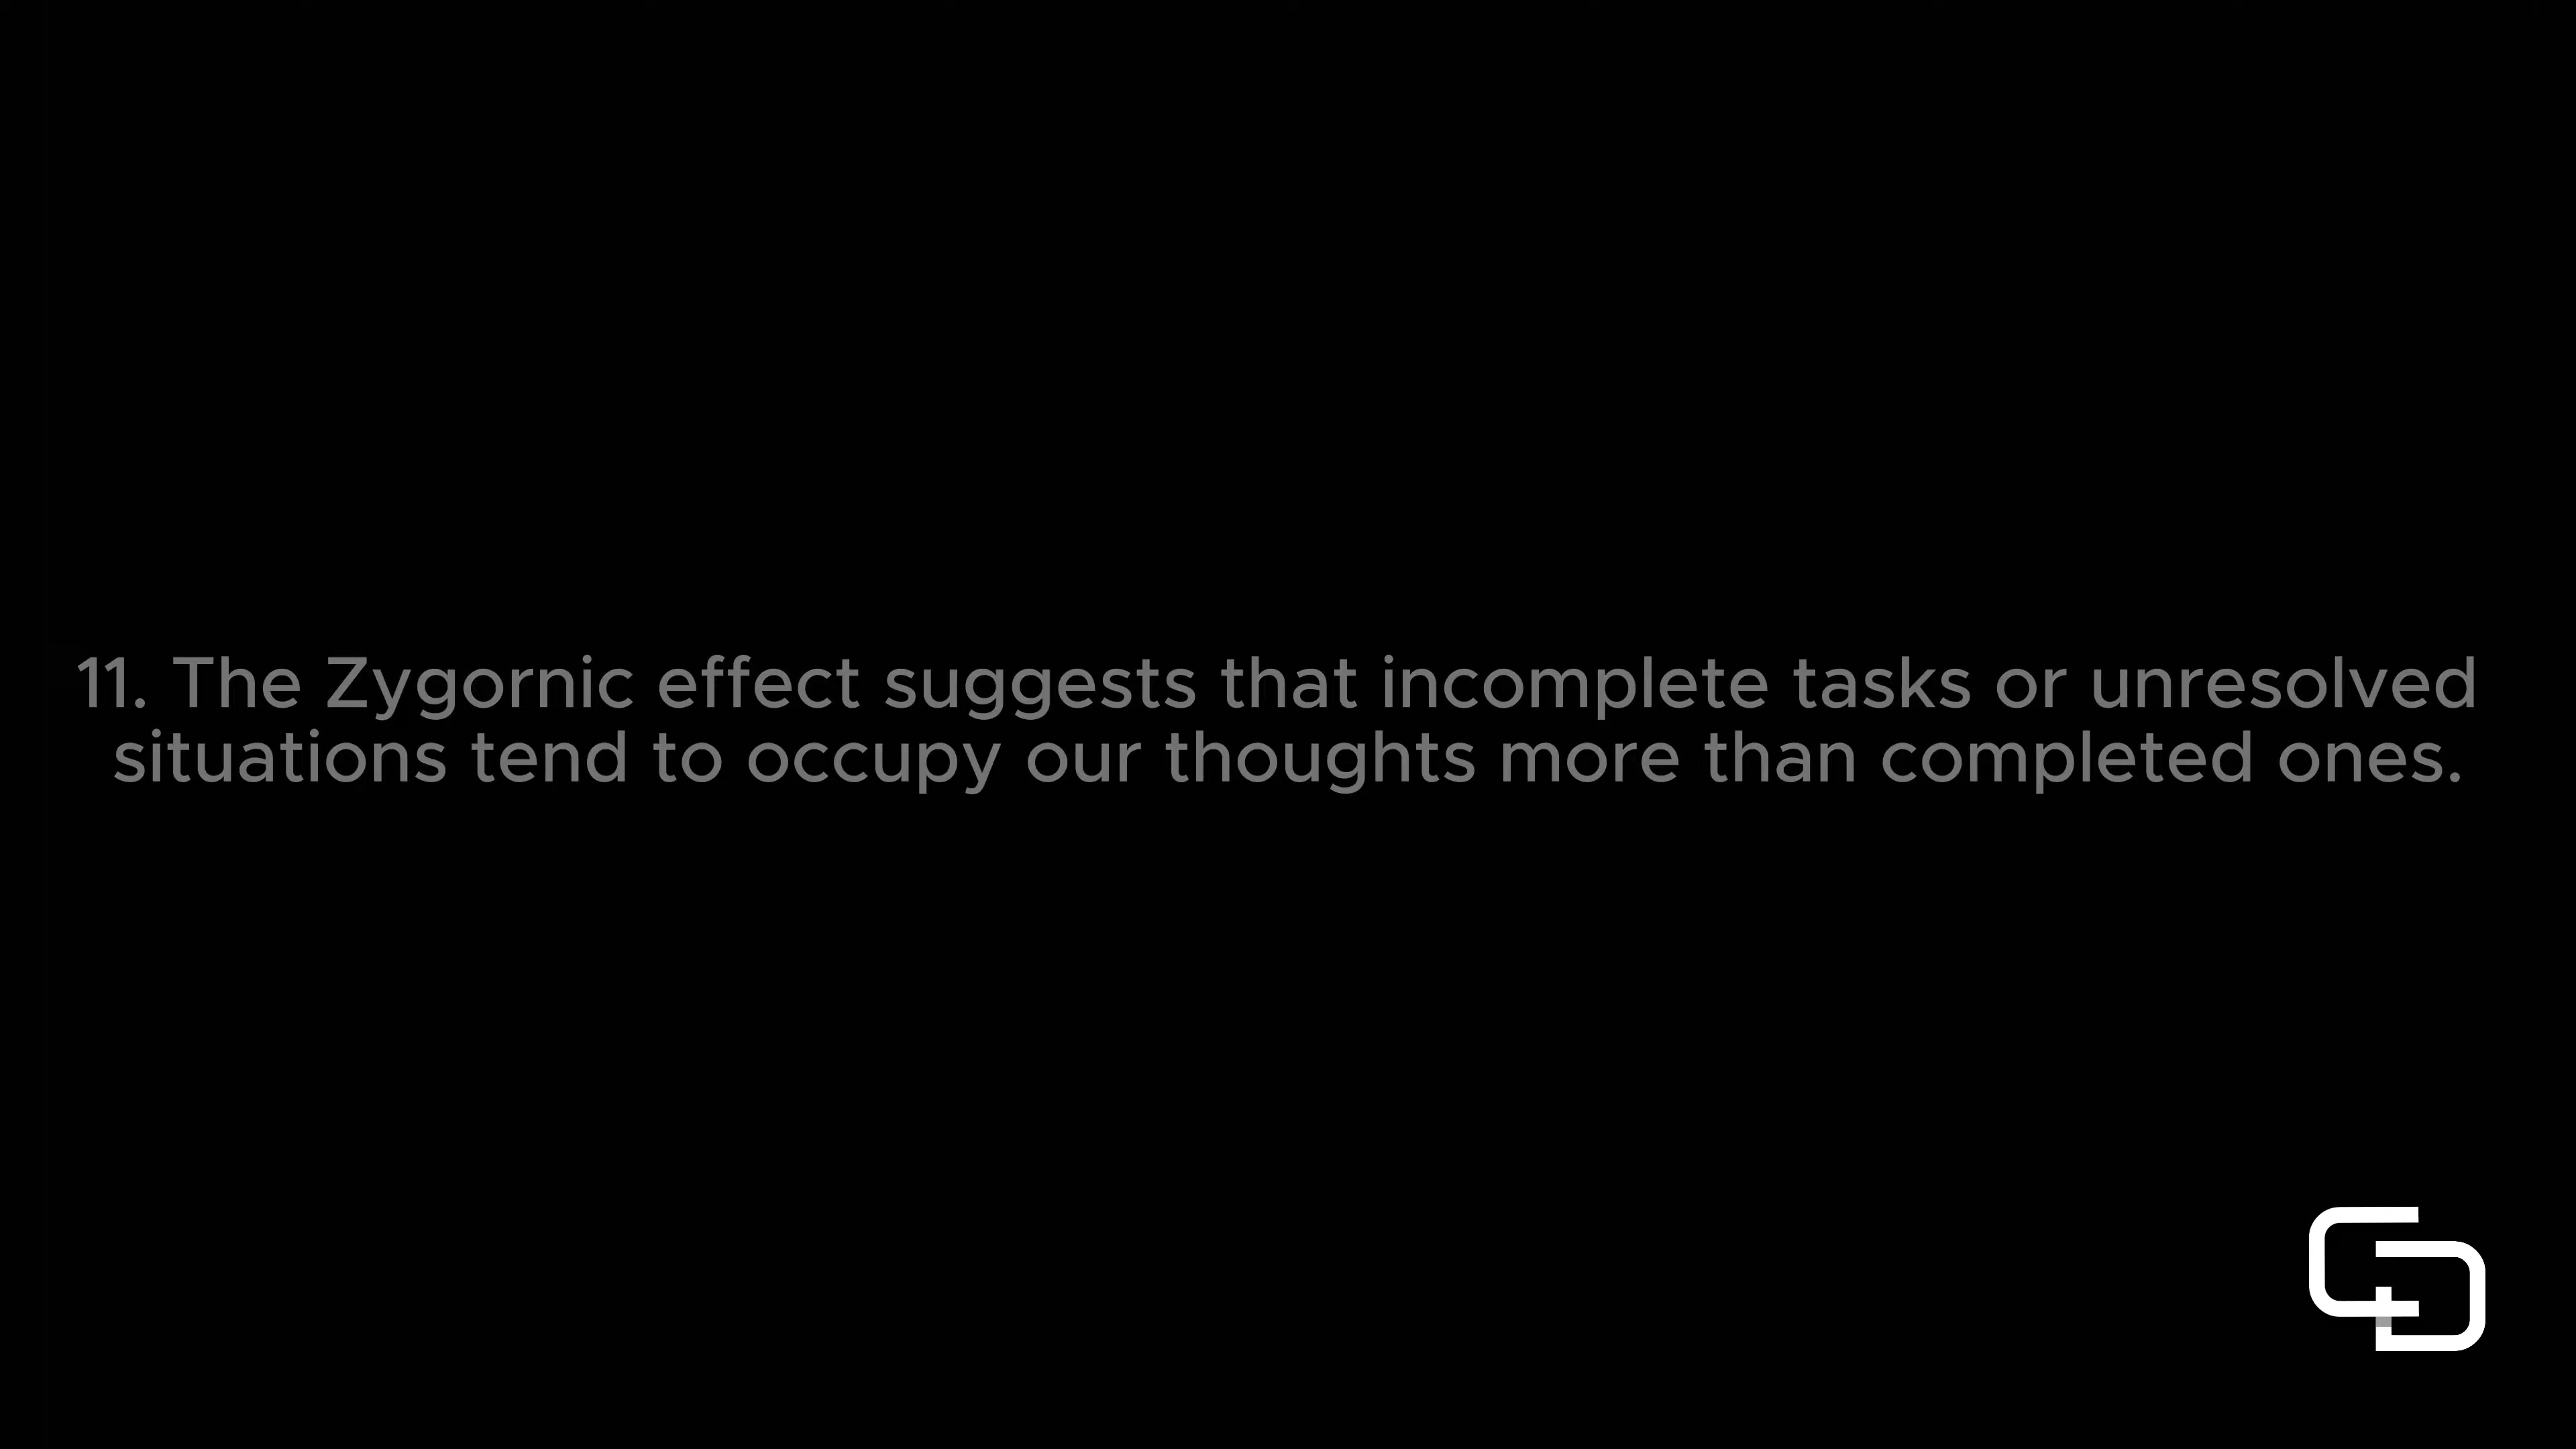 11. The Zygornic effect suggests that incomplete tasks or unresolved
situations tend to occupy our thoughts more than completed ones.